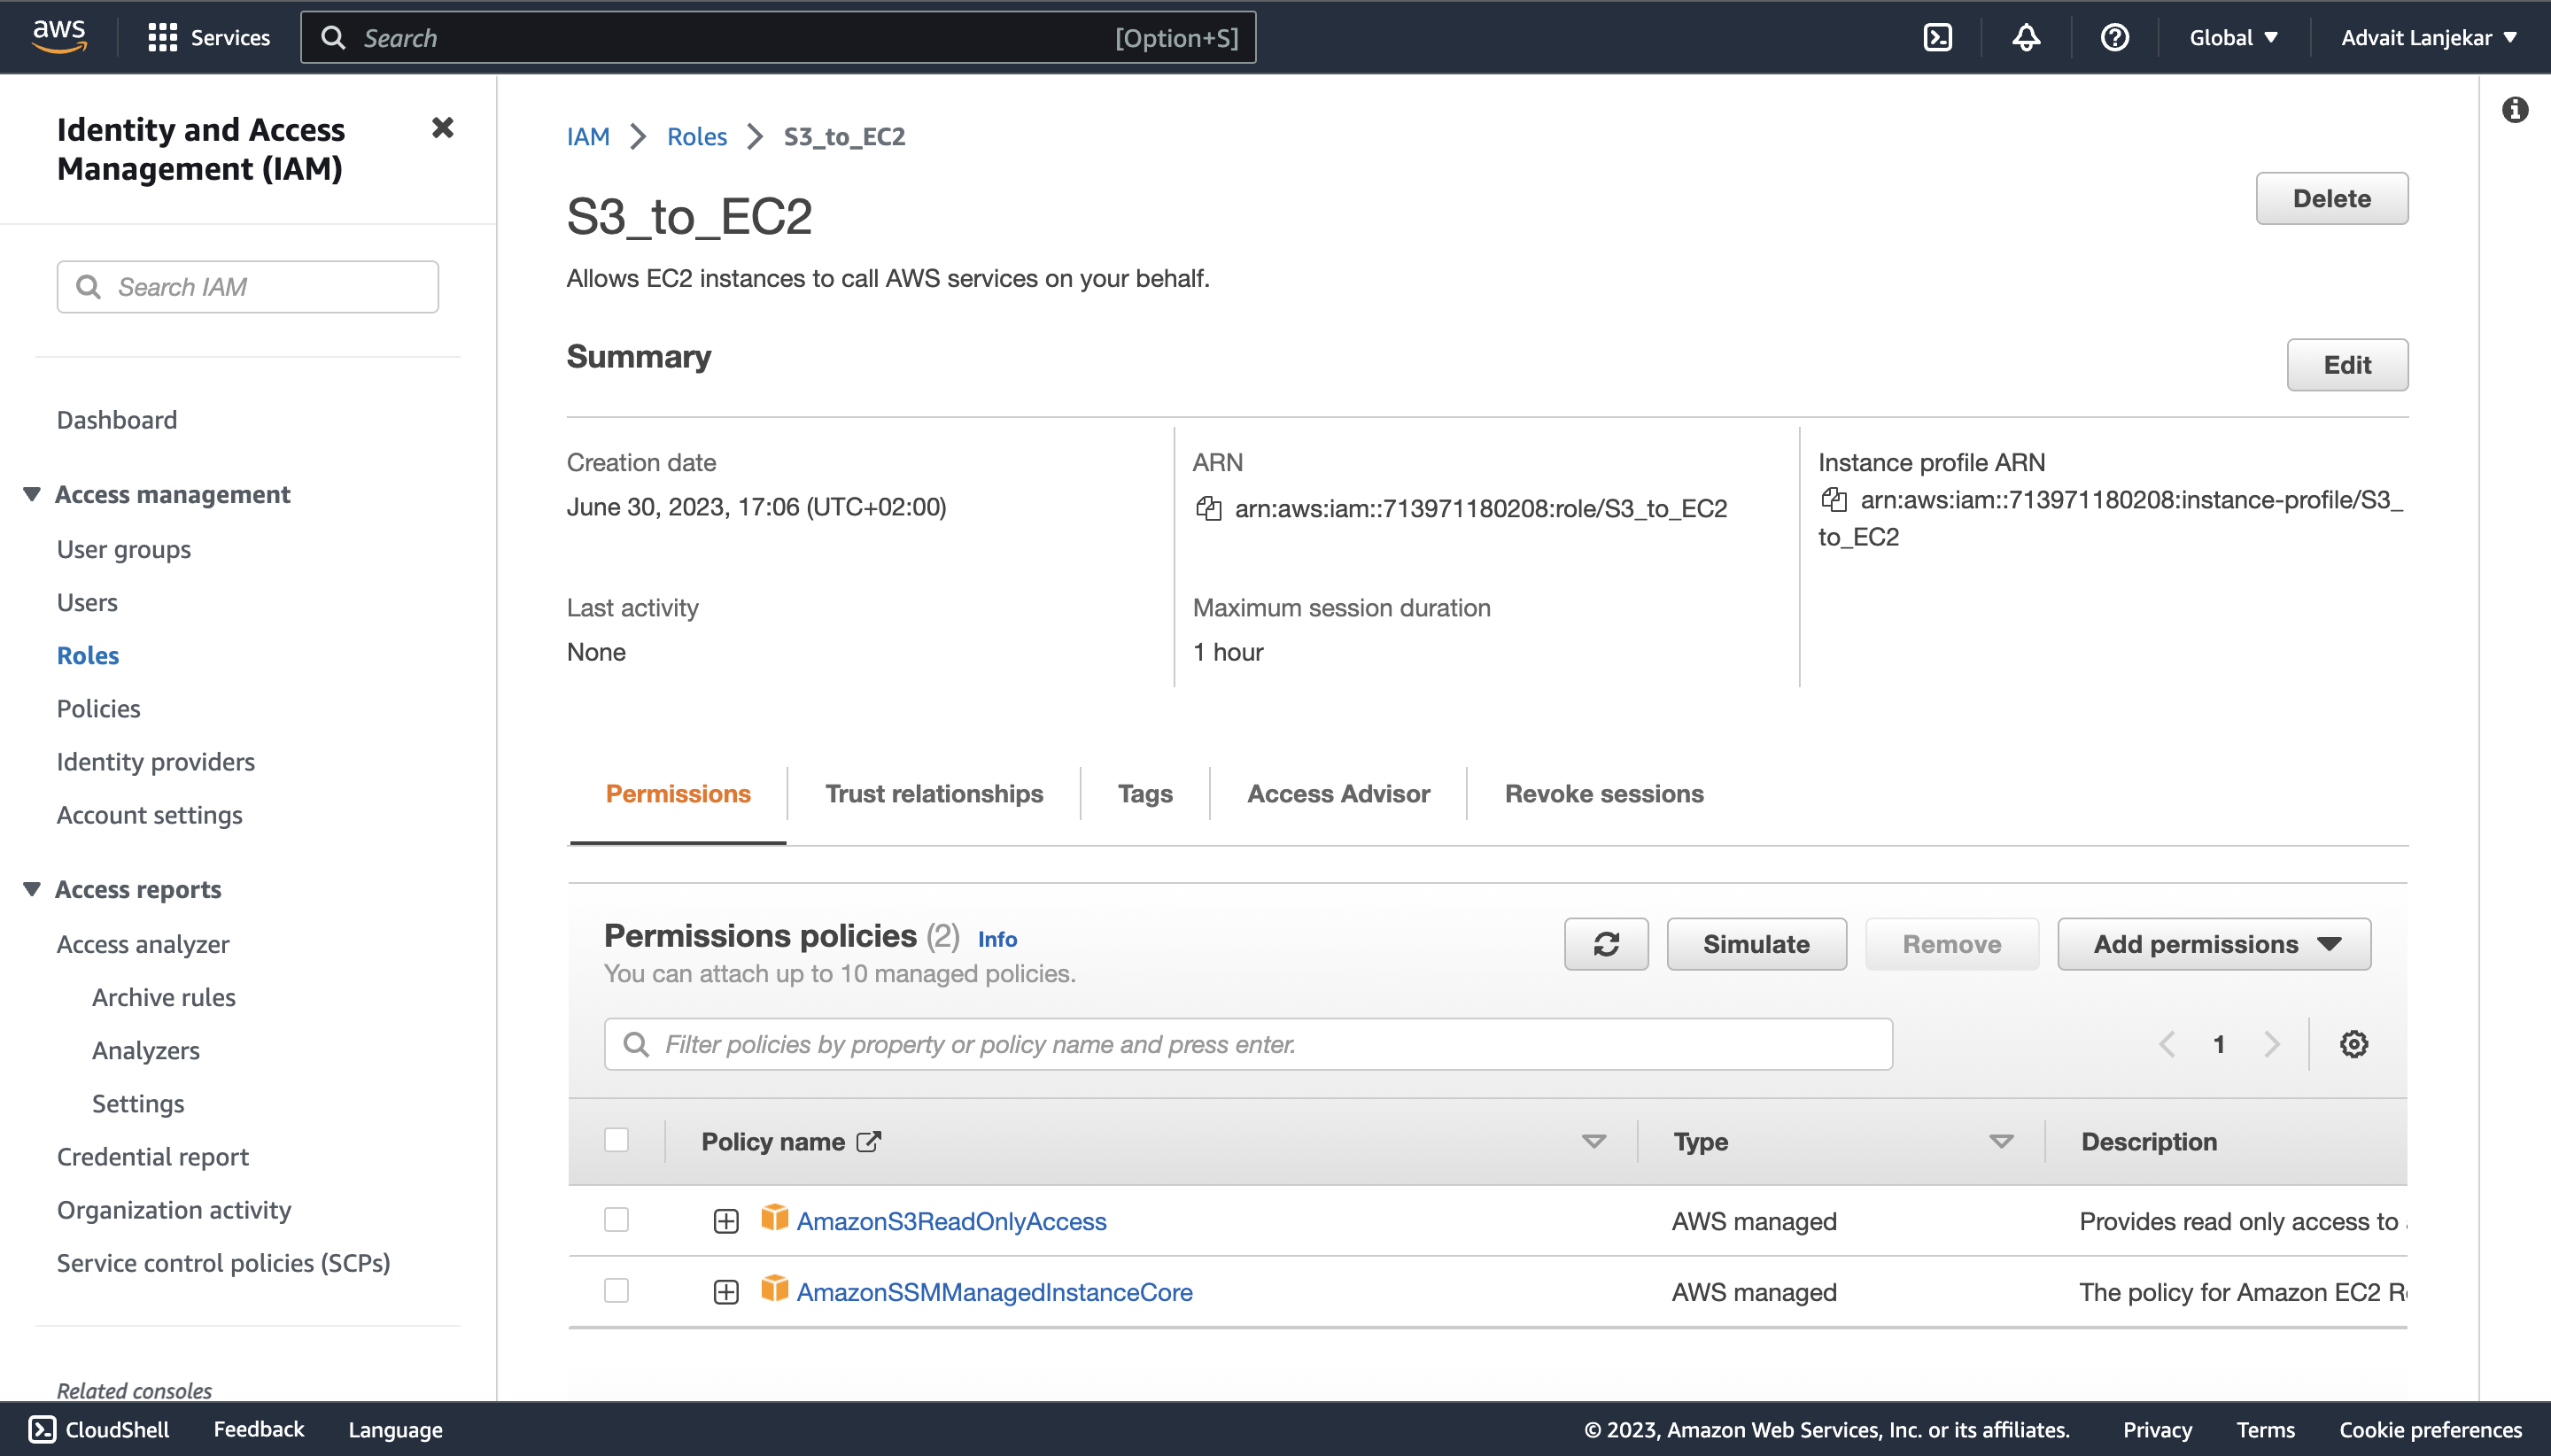 aws
Services
Search
[Option+S]
Global
Advait Lanjekar
Identity and Access
Management (IAM)
Search IAM
Dashboard
Access management
User groups
Users
Roles
Policies
Identity providers
Account settings
Access reports
Access analyzer
Archive rules
Analyzers
Settings
Credential report
Organization activity
Service control policies (SCPs)
Related consoles
IAM
Roles
S3_to_EC2
S3_to_EC2
Delete
Allows EC2 instances to call AWS services on your behalf.
Summary
Edit
Creation date
June 30, 2023, 17:06 (UTC+02:00)
ARN
arn:aws:iam::713971180208:role/S3_to_EC2
Instance profile ARN
arn:aws:iam::713971180208:instance-profile/S3_
to_EC2
Last activity
None
Maximum session duration
1 hour
Permissions
Trust relationships
Tags
Access Advisor
Revoke sessions
Permissions policies (2)
Info
You can attach up to 10 managed policies.
Simulate
Remove
Add permissions
Filter policies by property or policy name and press enter.
1
Policy name
Type
Description
AmazonS3ReadOnlyAccess
AWS managed
Provides read only access to
AmazonSSMManagedInstanceCore
AWS managed
The policy for Amazon EC2 R
CloudShell
Feedback
Language
© 2023, Amazon Web Services, Inc. or its affiliates.
Privacy
Terms
Cookie preferences